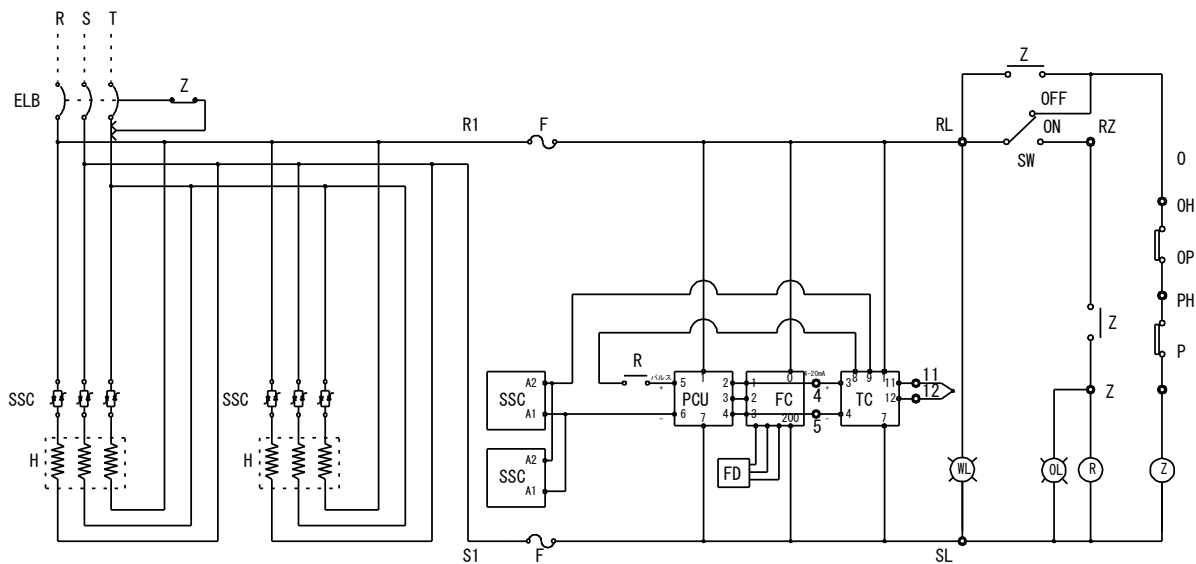 R S T
Z
ELB
R1 F
Z
OFF
RL ON RZ
SW
O
OH
OP
PH
Z
P
R パルス 4-20mA
A2 5 1 2 1 0 3 8 9 1 11 11
SSC SSC SSC PCU 3 2 FC 4 TC 12 12
A1 6 7 4 3 200 5 4 7
+ - + -
Z
H H
A2
SSC
A1
FD
WL OL R Z
S1 F SL